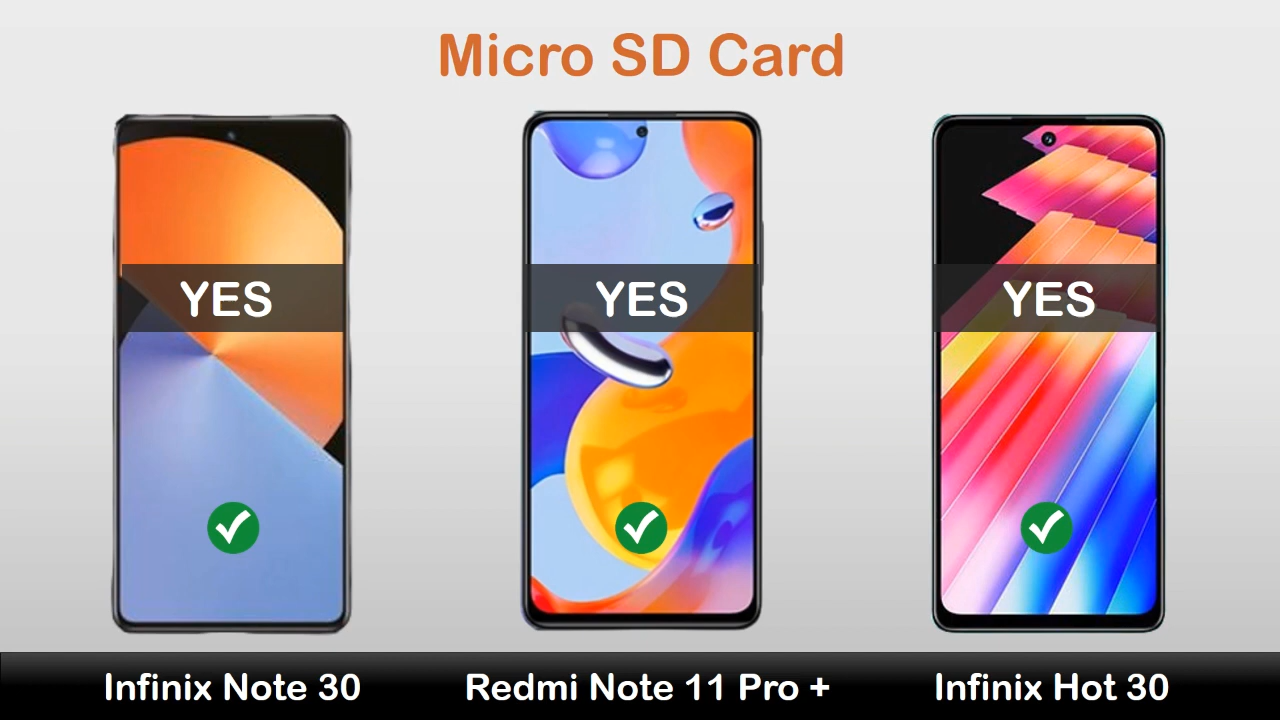 Micro SD Card
YES
YES
YES
Infinix Note 30
Redmi Note 11 Pro +
Infinix Hot 30